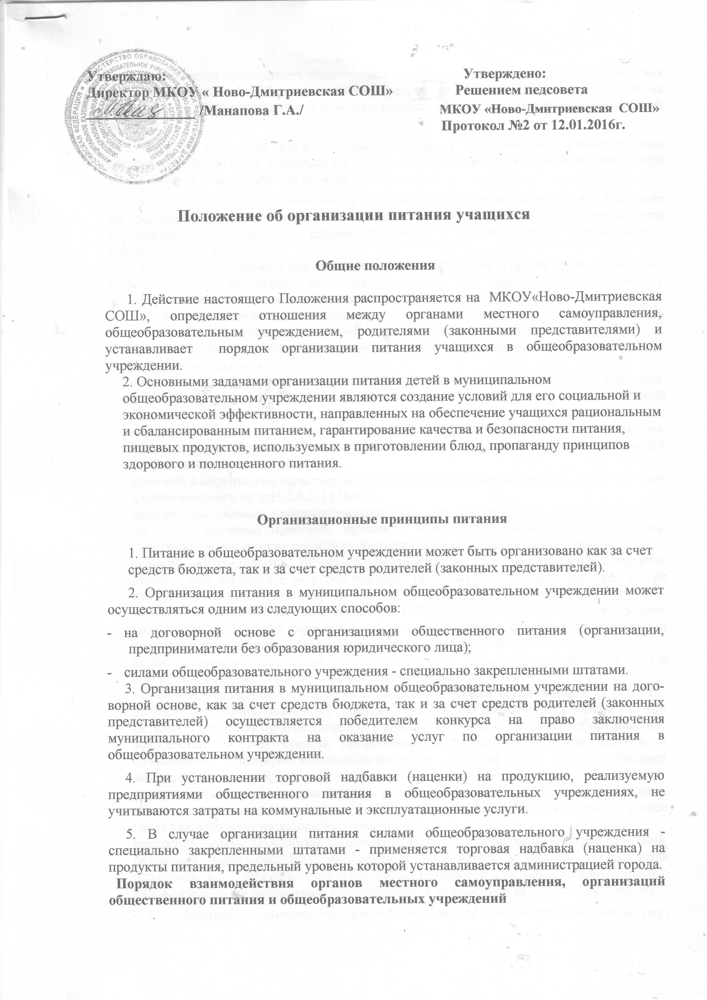 Утверждаю:
Директор МКОУ « Ново-Дмитриевская СОШ»
/Манапова Г.А./
Утверждено:
Решением педсовета
МКОУ «Ново-Дмитриевская СОШ»
Протокол №2 от 12.01.2016г.
Положение об организации питания учащихся
Общие положения
1. Действие настоящего Положения распространяется на МКОУ«Ново-Дмитриевская
СОШ», определяет отношения между органами местного самоуправления,
общеобразовательным учреждением, родителями (законными представителями) и
устанавливает порядок организации питания учащихся в общеобразовательном
учреждении.
2. Основными задачами организации питания детей в муниципальном
общеобразовательном учреждении являются создание условий для его социальной и
экономической эффективности, направленных на обеспечение учащихся рациональным
и сбалансированным питанием, гарантирование качества и безопасности питания,
пищевых продуктов, используемых в приготовлении блюд, пропаганду принципов
здорового и полноценного питания.
Организационные принципы питания
1. Питание в общеобразовательном учреждении может быть организовано как за счет
средств бюджета, так и за счет средств родителей (законных представителей).
2. Организация питания в муниципальном общеобразовательном учреждении может
осуществляться одним из следующих способов:
- на договорной основе с организациями общественного питания (организации,
предприниматели без образования юридического лица);
- силами общеобразовательного учреждения - специально закрепленными штатами.
3. Организация питания в муниципальном общеобразовательном учреждении на дого-
ворной основе, как за счет средств бюджета, так и за счет средств родителей (законных
представителей) осуществляется победителем конкурса на право заключения
муниципального контракта на оказание услуг по организации питания в
общеобразовательном учреждении.
4. При установлении торговой надбавки (наценки) на продукцию, реализуемую
предприятиями общественного питания в общеобразовательных учреждениях, не
учитываются затраты на коммунальные и эксплуатационные услуги.
5. В случае организации питания силами общеобразовательного учреждения -
специально закрепленными штатами - применяется торговая надбавка (наценка) на
продукты питания, предельный уровень которой устанавливается администрацией города.
Порядок взаимодействия органов местного самоуправления, организаций
общественного питания и общеобразовательных учреждений